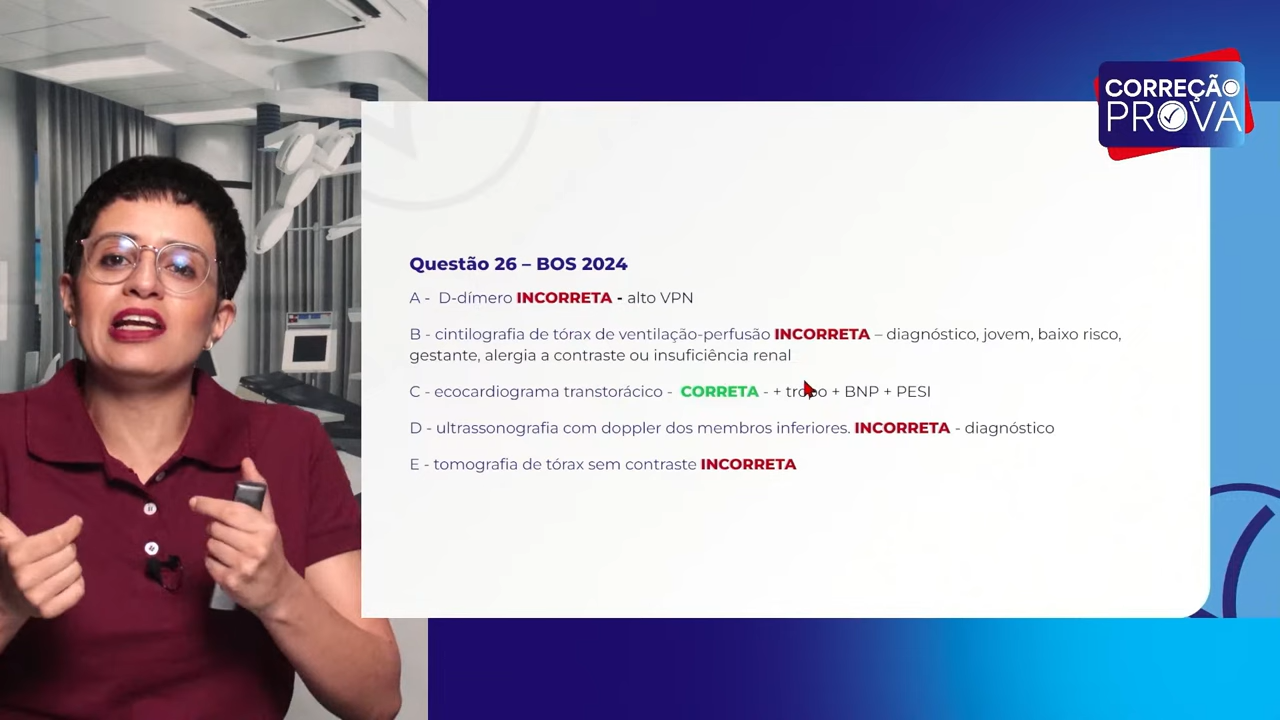 CORREÇÃO
PROVA
Questão 26 – BOS 2024
A - D-dímero INCORRETA - alto VPN
B - cintilografia de tórax de ventilação-perfusão INCORRETA – diagnóstico, jovem, baixo risco,
gestante, alergia a contraste ou insuficiência renal
C - ecocardiograma transtorácico - CORRETA - + tropo + BNP + PESI
D - ultrassonografia com doppler dos membros inferiores. INCORRETA - diagnóstico
E - tomografia de tórax sem contraste INCORRETA